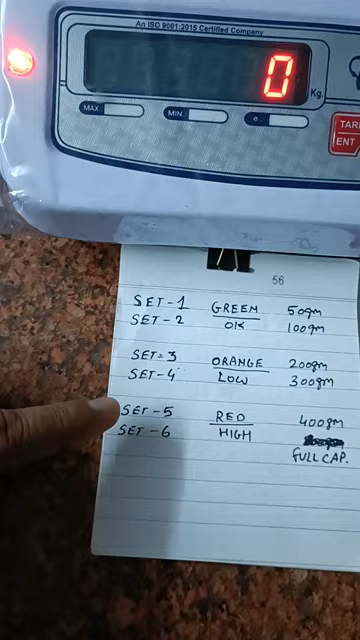 An ISO 9001:2015 Certified Company
0
Kg.
MAX.
MIN.
e:
TARE
ENT
56
SET-1 GREEN 50gm
SET-2 OK 100gm
SET-3 ORANGE 200gm
SET-4 LOW 300gm
SET-5 RED 400gm
SET-6 HIGH
FULL CAP.